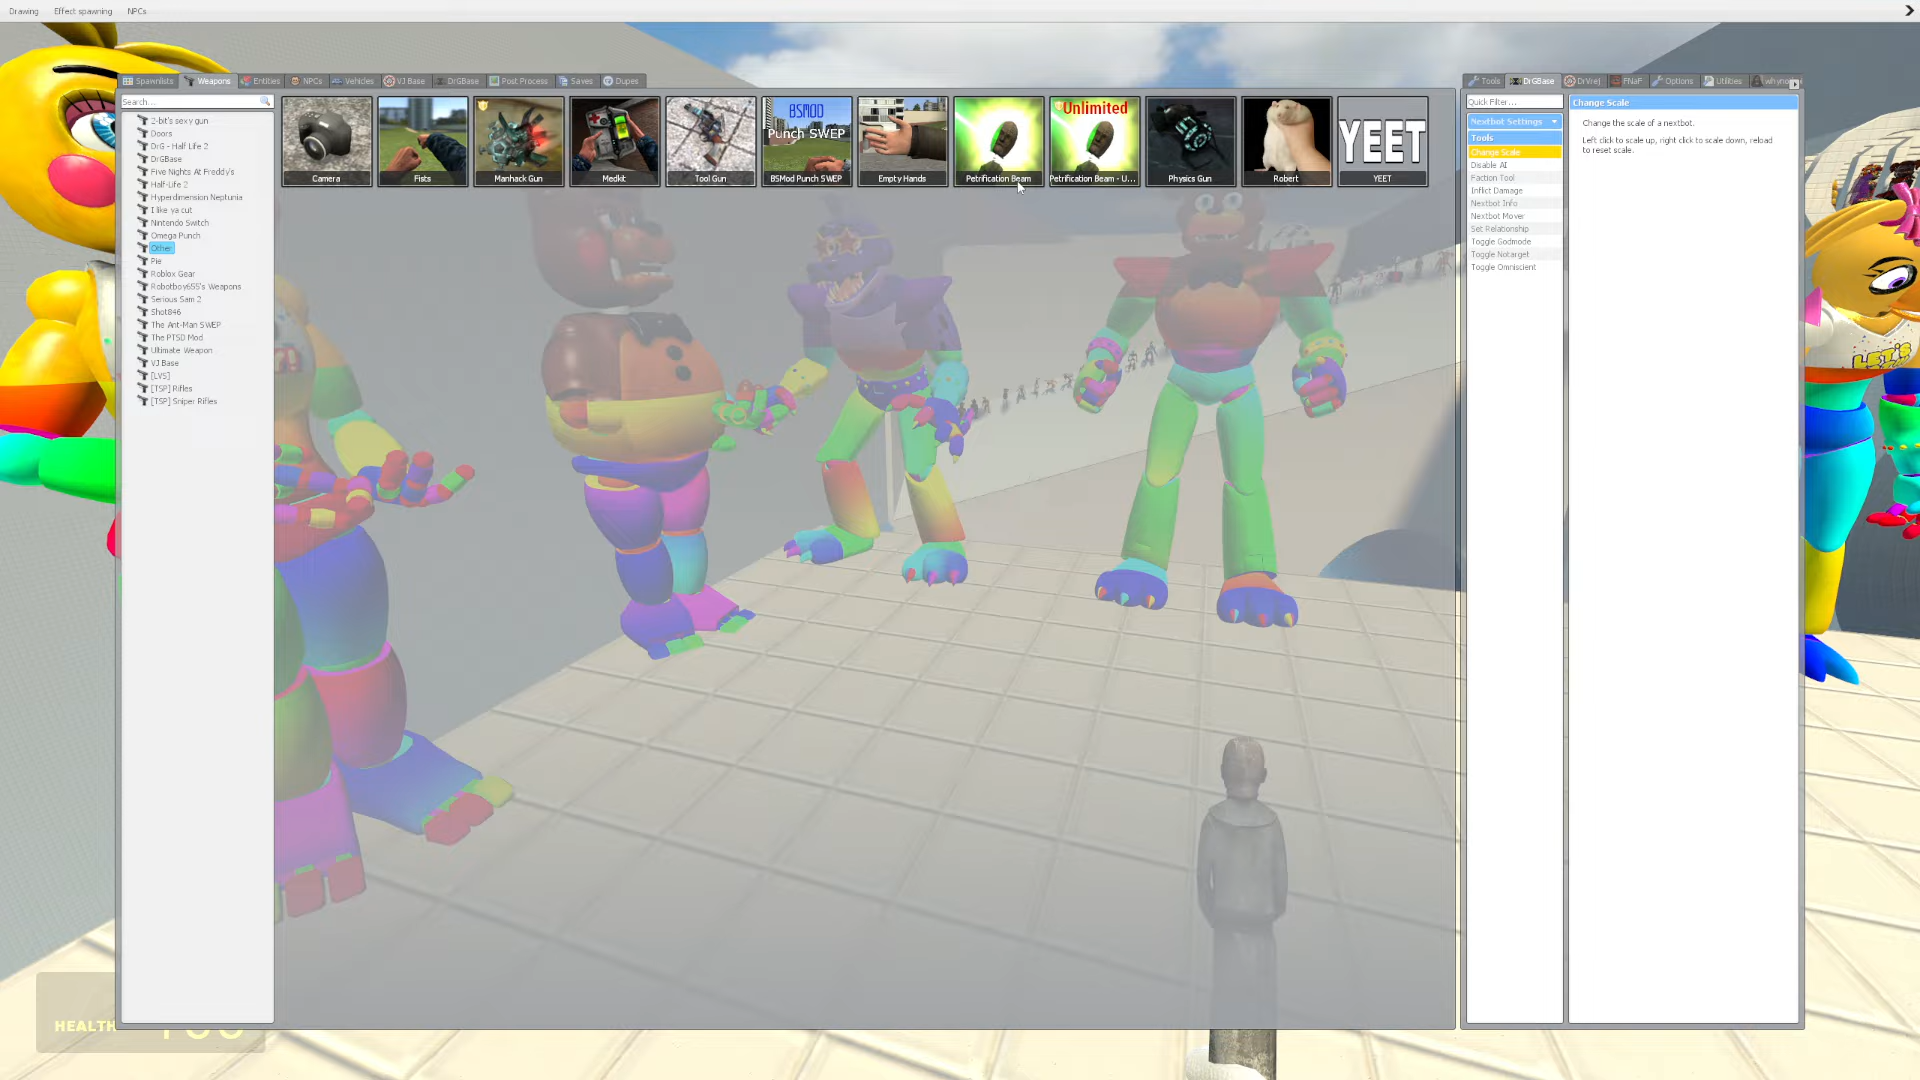 Drawing Effect spawning NPCs
Spawnlists Weapons Entities NPCs Vehicles VJ Base DrGBase Post Process Saves Dupes
Search...
2-bit's sexy gun
Doors
DrG - Half Life 2
DrGBase
Five Nights At Freddy's
Half-Life 2
Hyperdimension Neptunia
I like ya cut
Nintendo Switch
Omega Punch
Other
Pie
Roblox Gear
Robotboy655's Weapons
Serious Sam 2
Shot846
The Ant-Man SWEP
The PTSD Mod
Ultimate Weapon
VJ Base
[LVS]
[TSP] Rifles
[TSP] Sniper Rifles
BSMOD
Punch SWEP
Unlimited
YEET
Camera
Fists
Manhack Gun
Medkit
Tool Gun
BSMod Punch SWEP
Empty Hands
Petrification Beam
Petrification Beam - U...
Physics Gun
Robert
YEET
Tools DrGBase DrVrej FNaF Options Utilities
Quick Filter...
Nextbot Settings
Tools
Change Scale
Disable AI
Faction Tool
Inflict Damage
Nextbot Info
Nextbot Mover
Set Relationship
Toggle Godmode
Toggle Notarget
Toggle Omniscient
Change Scale
Change the scale of a nextbot.
Left click to scale up, right click to scale down, reload
to reset scale.
LET'S
HEALTH 100